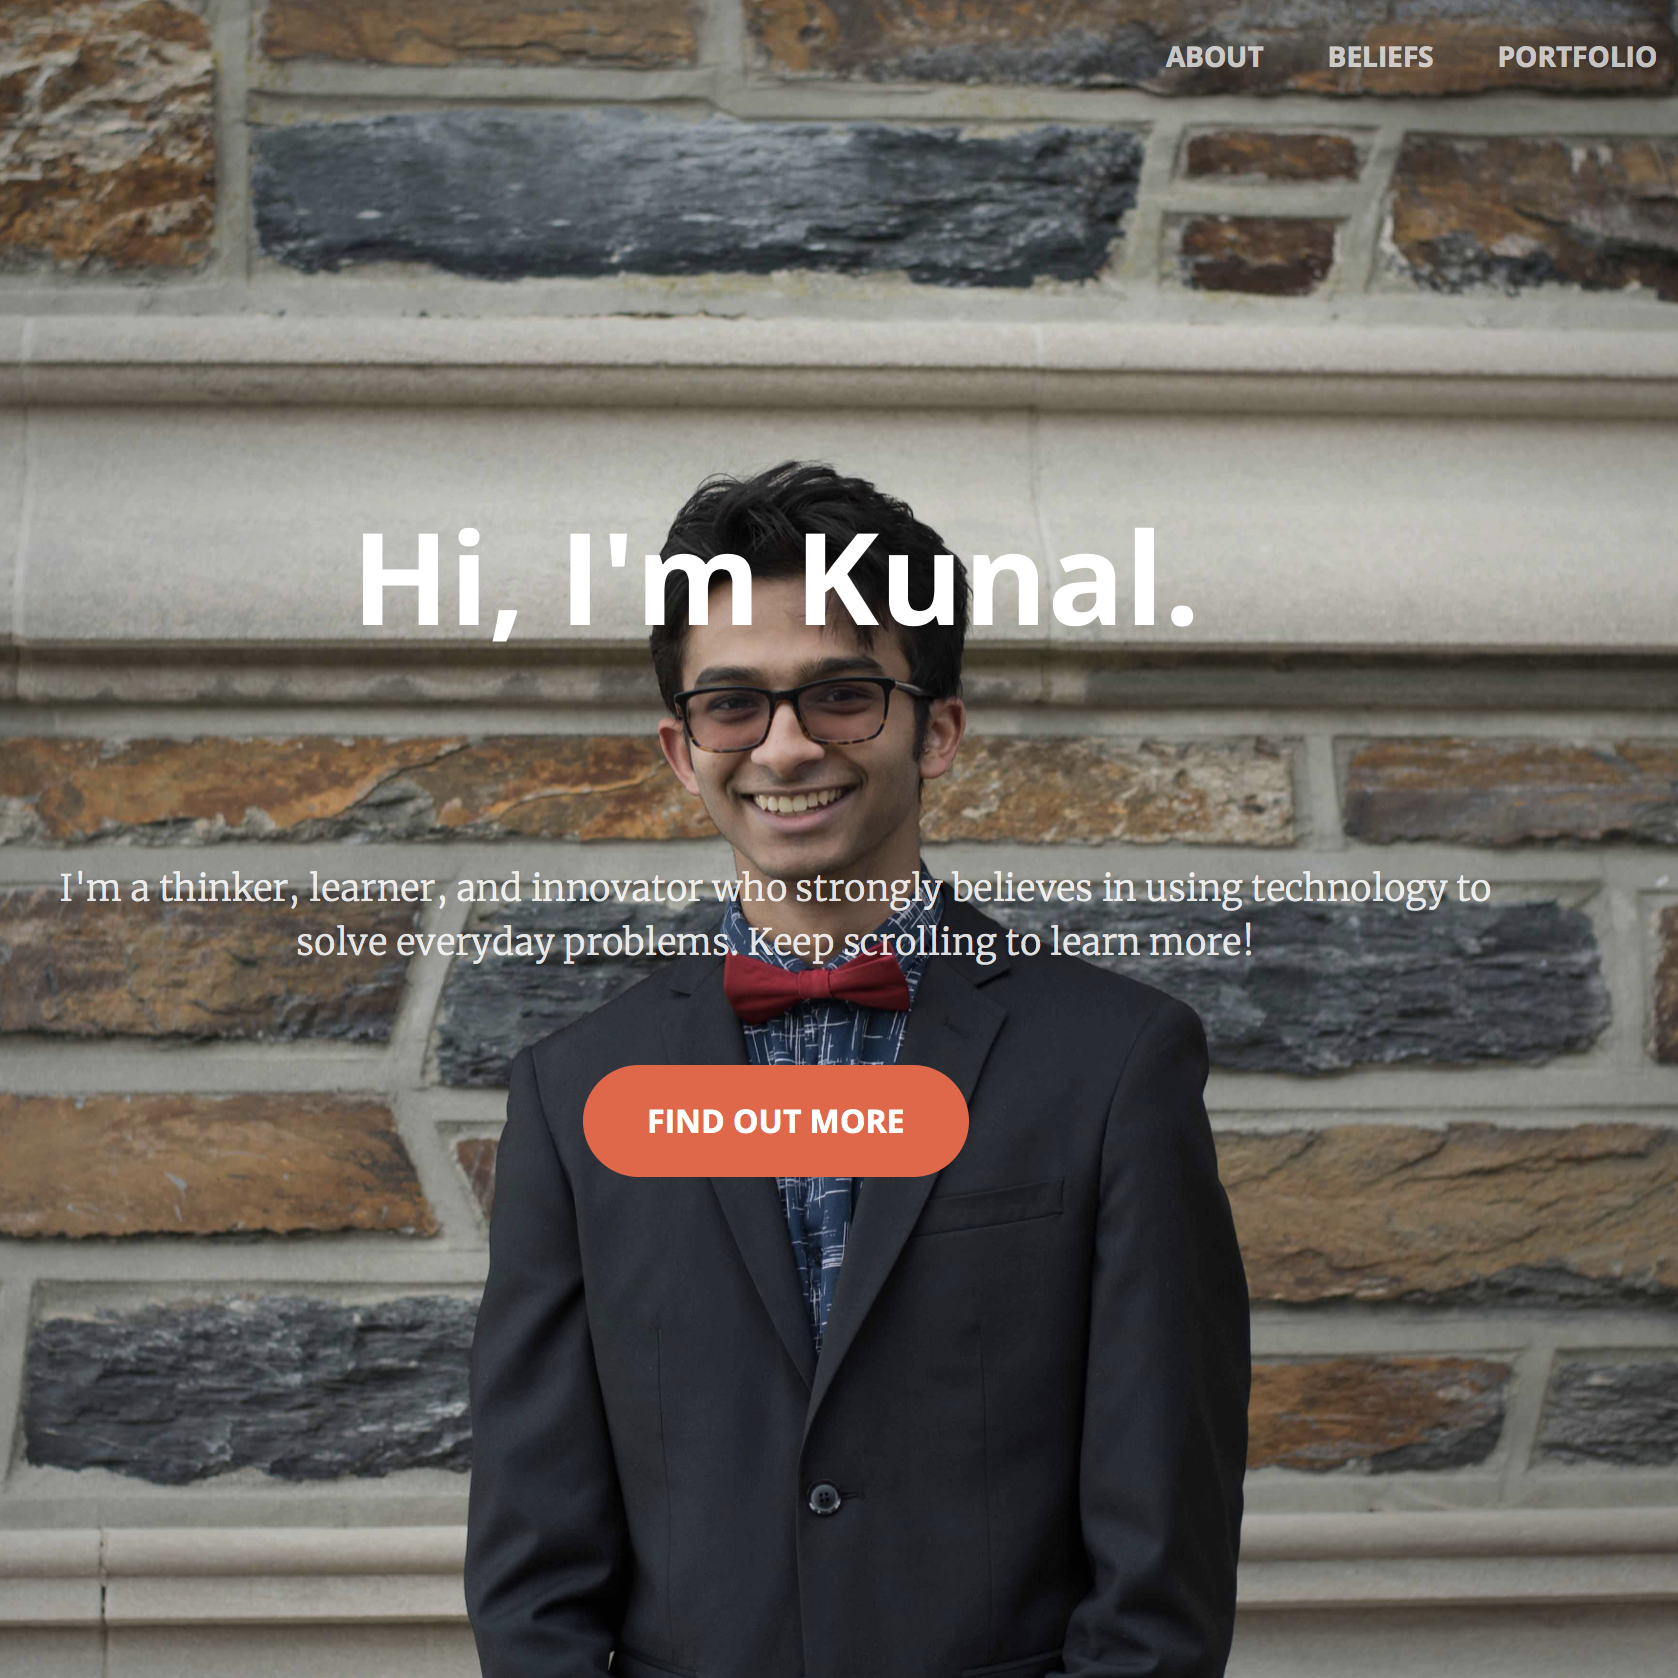 ABOUT BELIEFS PORTFOLIO
Hi, I'm Kunal.
I'm a thinker, learner, and innovator who strongly believes in using technology to
solve everyday problems. Keep scrolling to learn more!
FIND OUT MORE